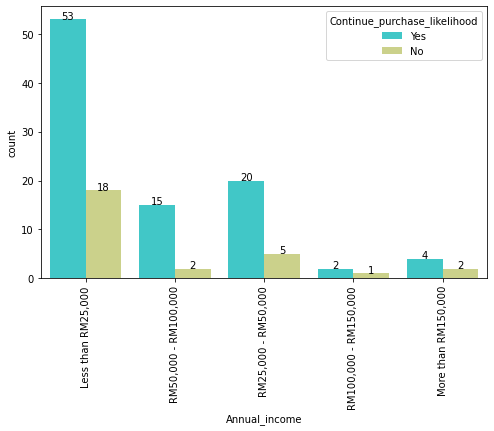 Continue_purchase_likelihood
Yes
No
count
50
40
30
20
10
0
53
18
15
2
20
5
2
1
4
2
Less than RM25,000
RM50,000 - RM100,000
RM25,000 - RM50,000
RM100,000 - RM150,000
More than RM150,000
Annual_income